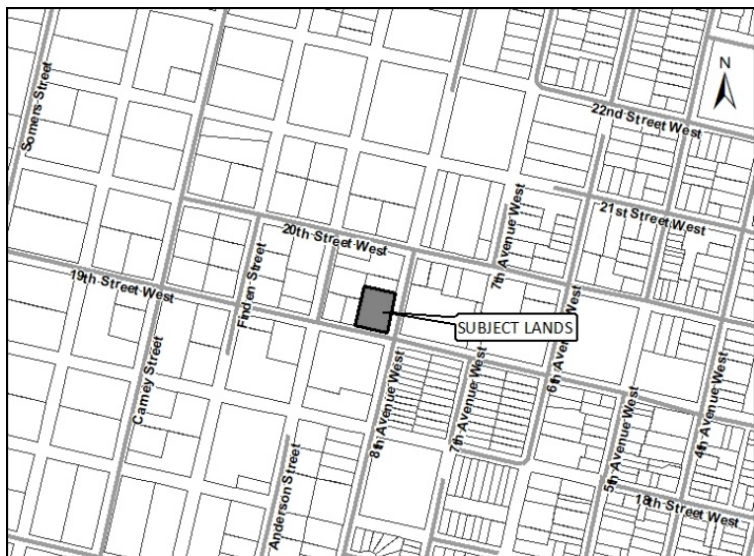 N
Somers Street
22nd Street West
21st Street West
7th Avenue West
20th Street West
Finden Street
19th Street West
SUBJECT LANDS
6th Avenue West
Carney Street
8th Avenue West
7th Avenue West
5th Avenue West
4th Avenue West
Anderson Street
18th Street West